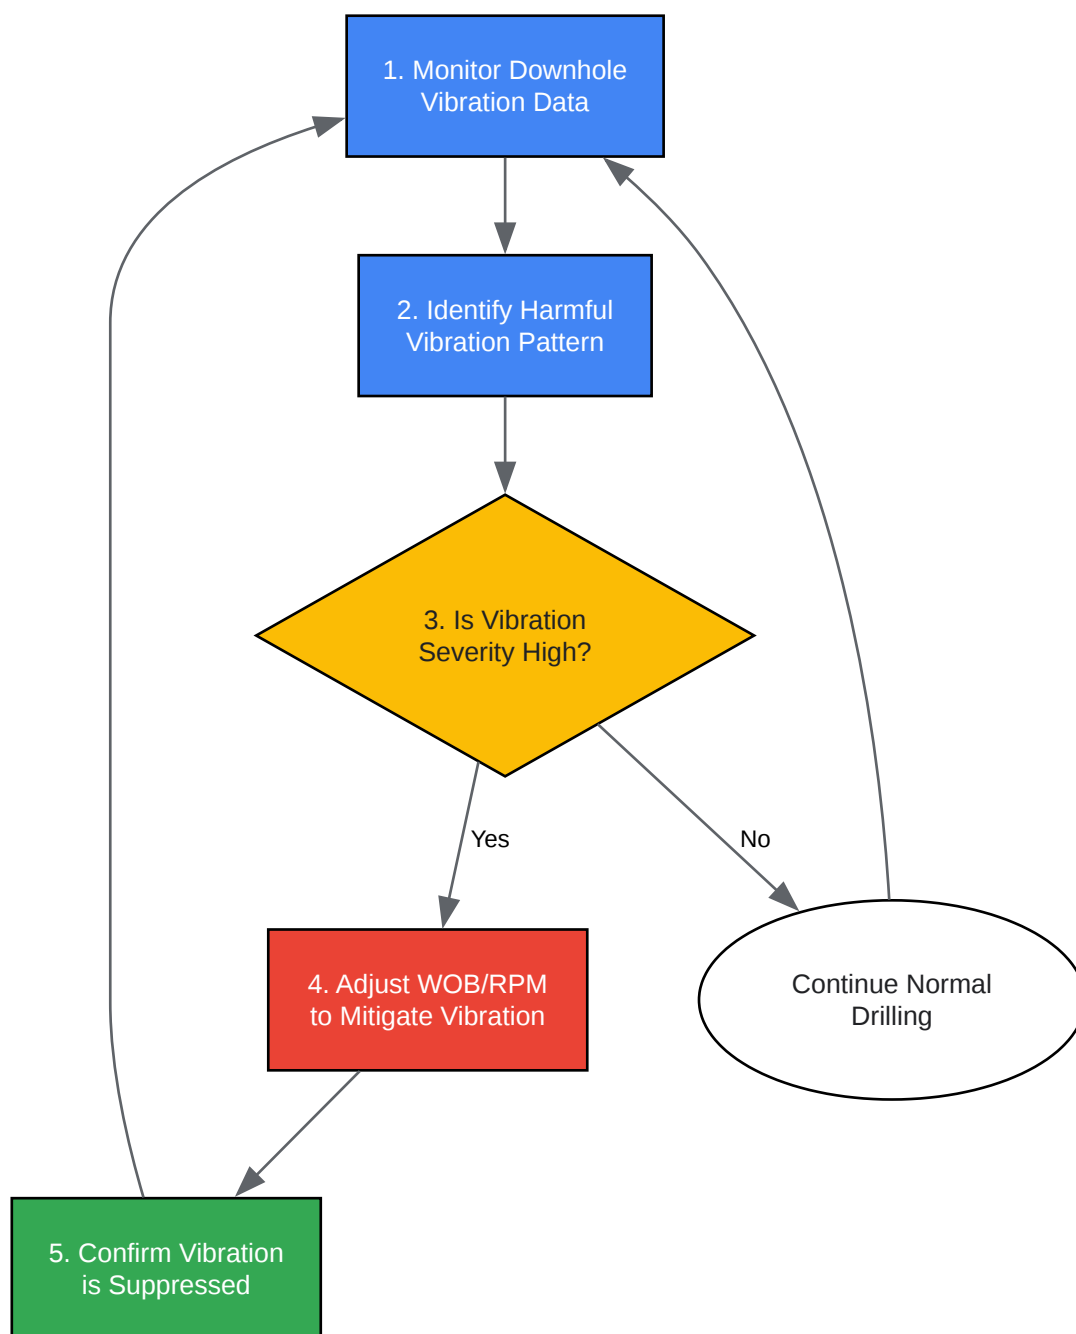 1. Monitor Downhole
Vibration Data
2. Identify Harmful
Vibration Pattern
3. Is Vibration
Severity High?
Yes
No
4. Adjust WOB/RPM
to Mitigate Vibration
Continue Normal
Drilling
5. Confirm Vibration
is Suppressed